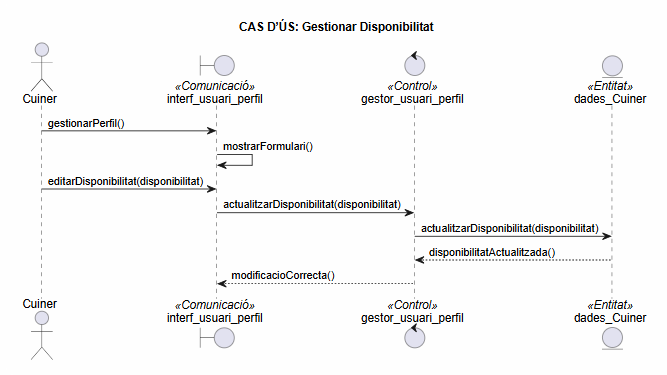 CAS D'ÚS: Gestionar Disponibilitat
«Comunicació» «Control» «Entitat»
Cuiner interf_usuari_perfil gestor_usuari_perfil dades_Cuiner
gestionarPerfil()
mostrarFormulari()
editarDisponibilitat(disponibilitat)
actualitzarDisponibilitat(disponibilitat)
actualitzarDisponibilitat(disponibilitat)
disponibilitatActualitzada()
modificacioCorrecta()
«Comunicació» «Control» «Entitat»
Cuiner interf_usuari_perfil gestor_usuari_perfil dades_Cuiner